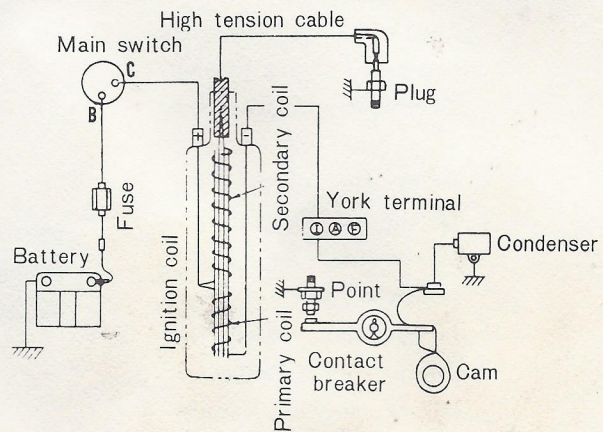 High tension cable
Main switch
C
B
Plug
+
-
Secondary coil
Fuse
York terminal
I A F
Condenser
Battery
Ignition coil
Point
Primary coil
Contact
breaker
Cam